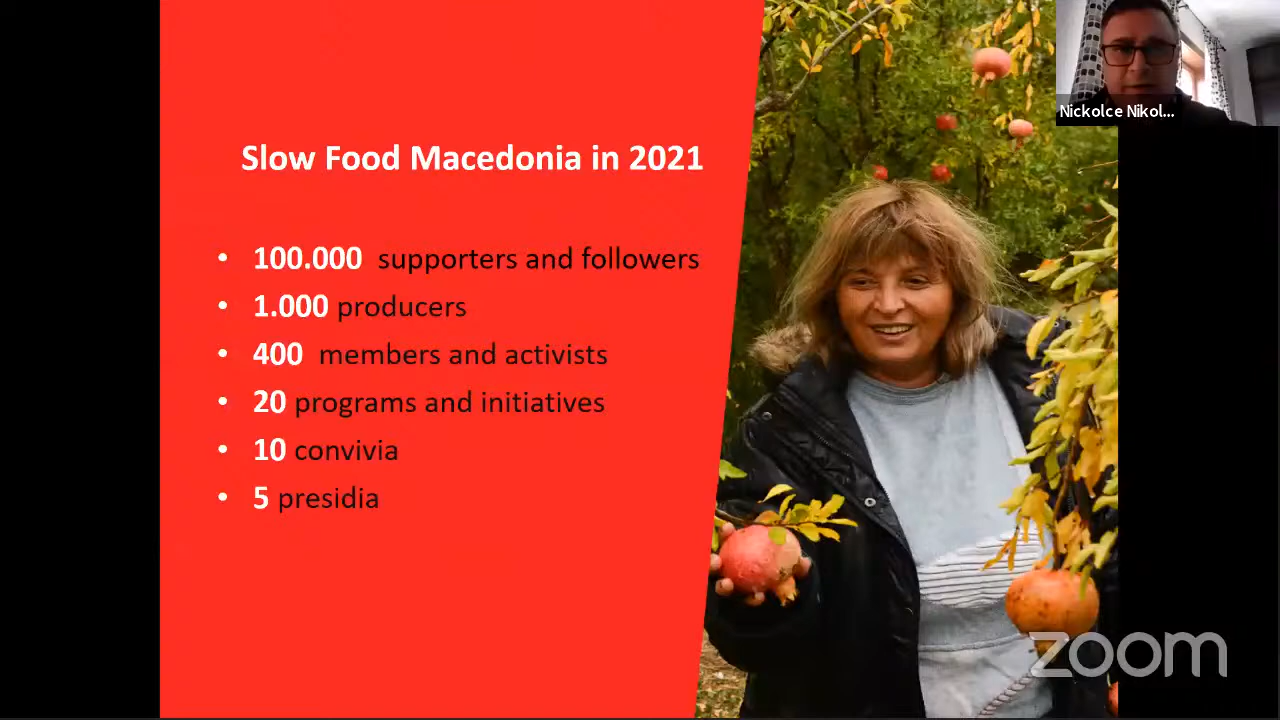 Nickolce Nikol...
Slow Food Macedonia in 2021
• 100.000 supporters and followers
• 1.000 producers
• 400 members and activists
• 20 programs and initiatives
• 10 convivia
• 5 presidia
zoom